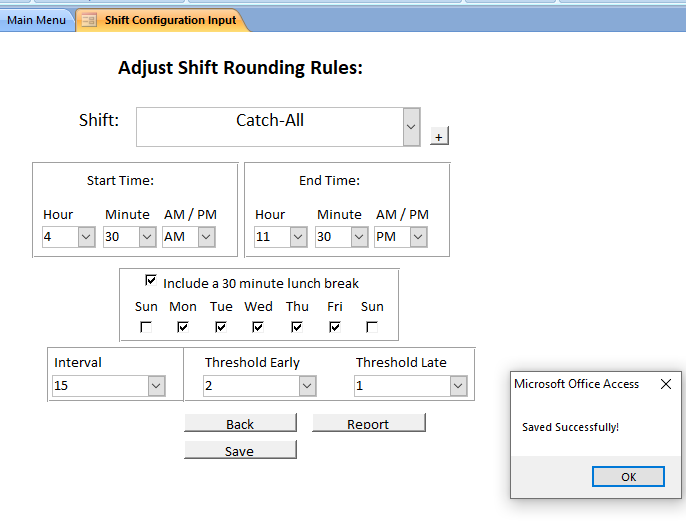 Main Menu
Shift Configuration Input
Adjust Shift Rounding Rules:
Shift: Catch-All +
Start Time:
Hour Minute AM / PM
4 30 AM
End Time:
Hour Minute AM / PM
11 30 PM
Include a 30 minute lunch break
Sun Mon Tue Wed Thu Fri Sun
Interval
15
Threshold Early Threshold Late
2 1
Back Report
Save
Microsoft Office Access
Saved Successfully!
OK